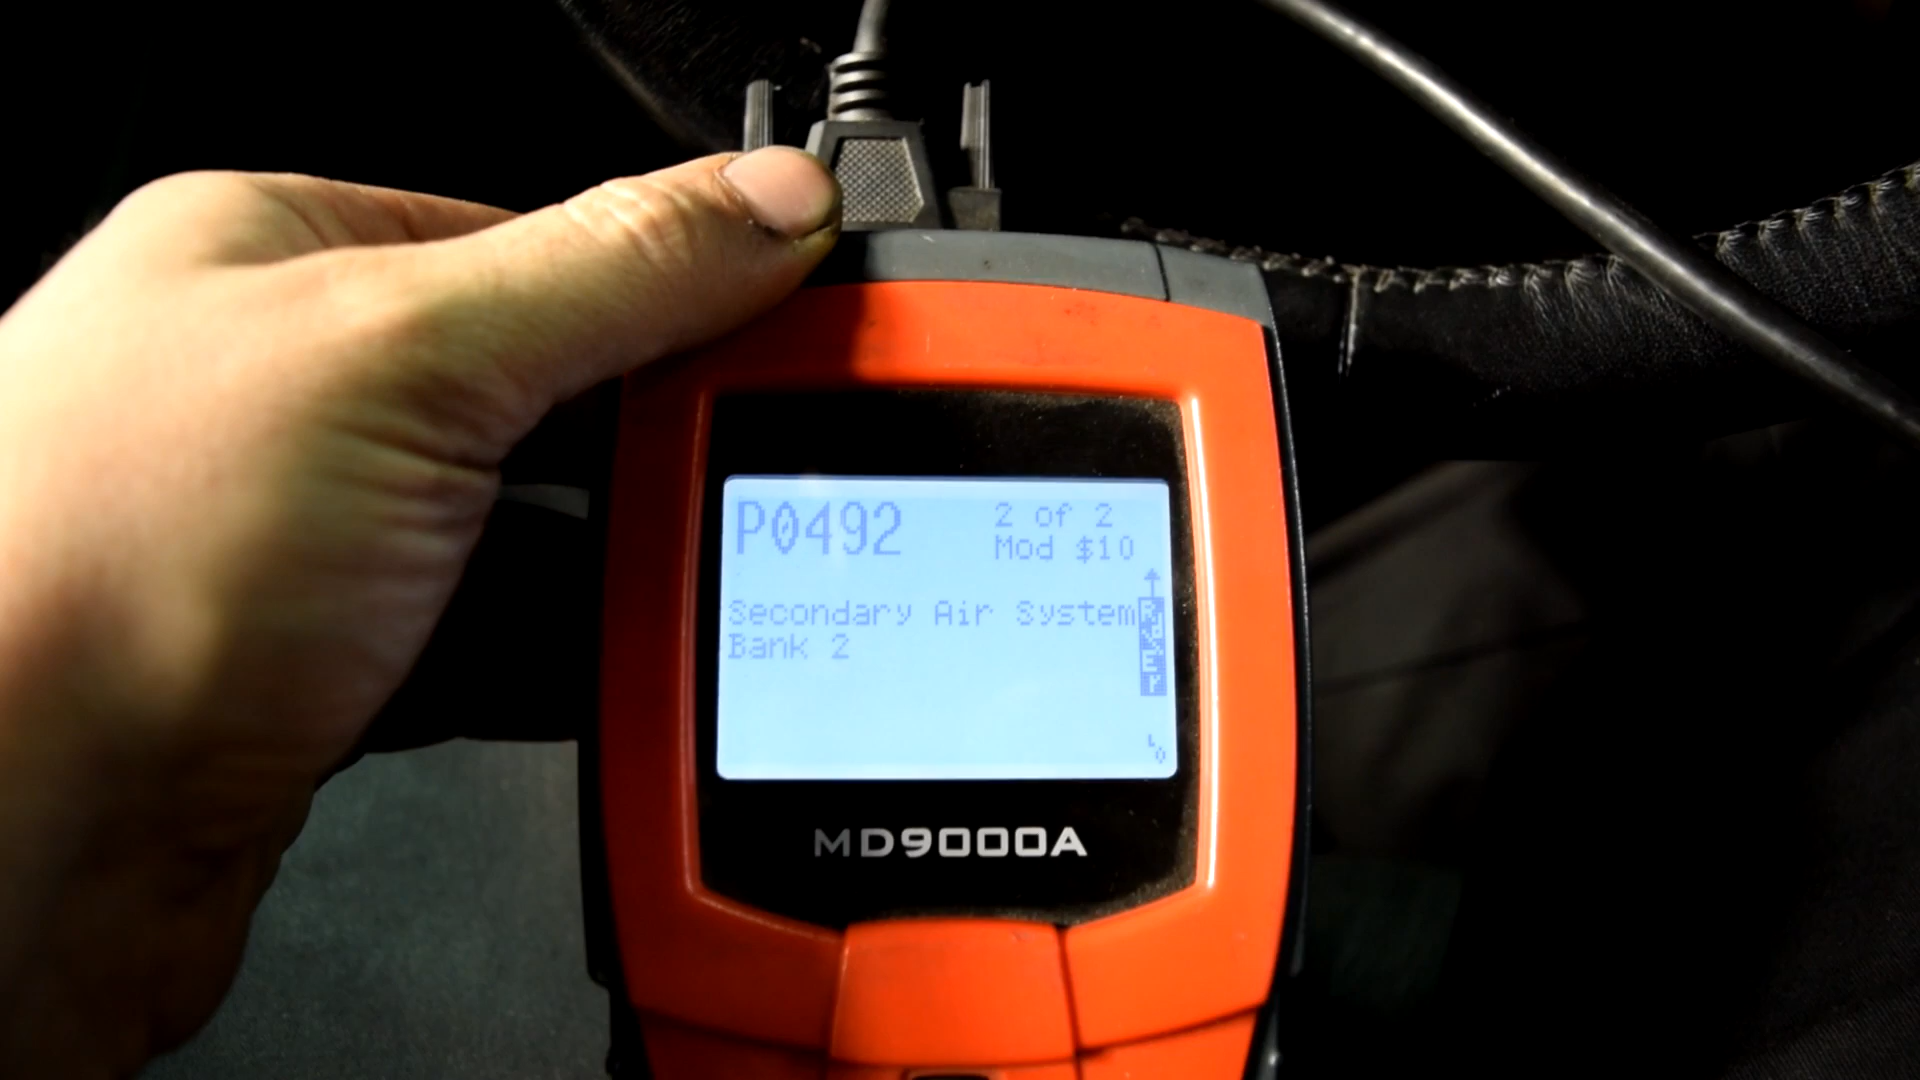 P0492
2 of 2
Mod $10
Secondary Air System
Bank 2
MD9000A